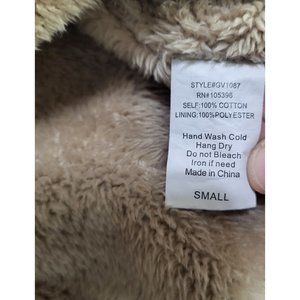 STYLE#GV1087
RN#105396
SELF:100% COTTON
LINING:100%POLYESTER
Hand Wash Cold
Hang Dry
Do not Bleach
Iron if need
Made in China
SMALL